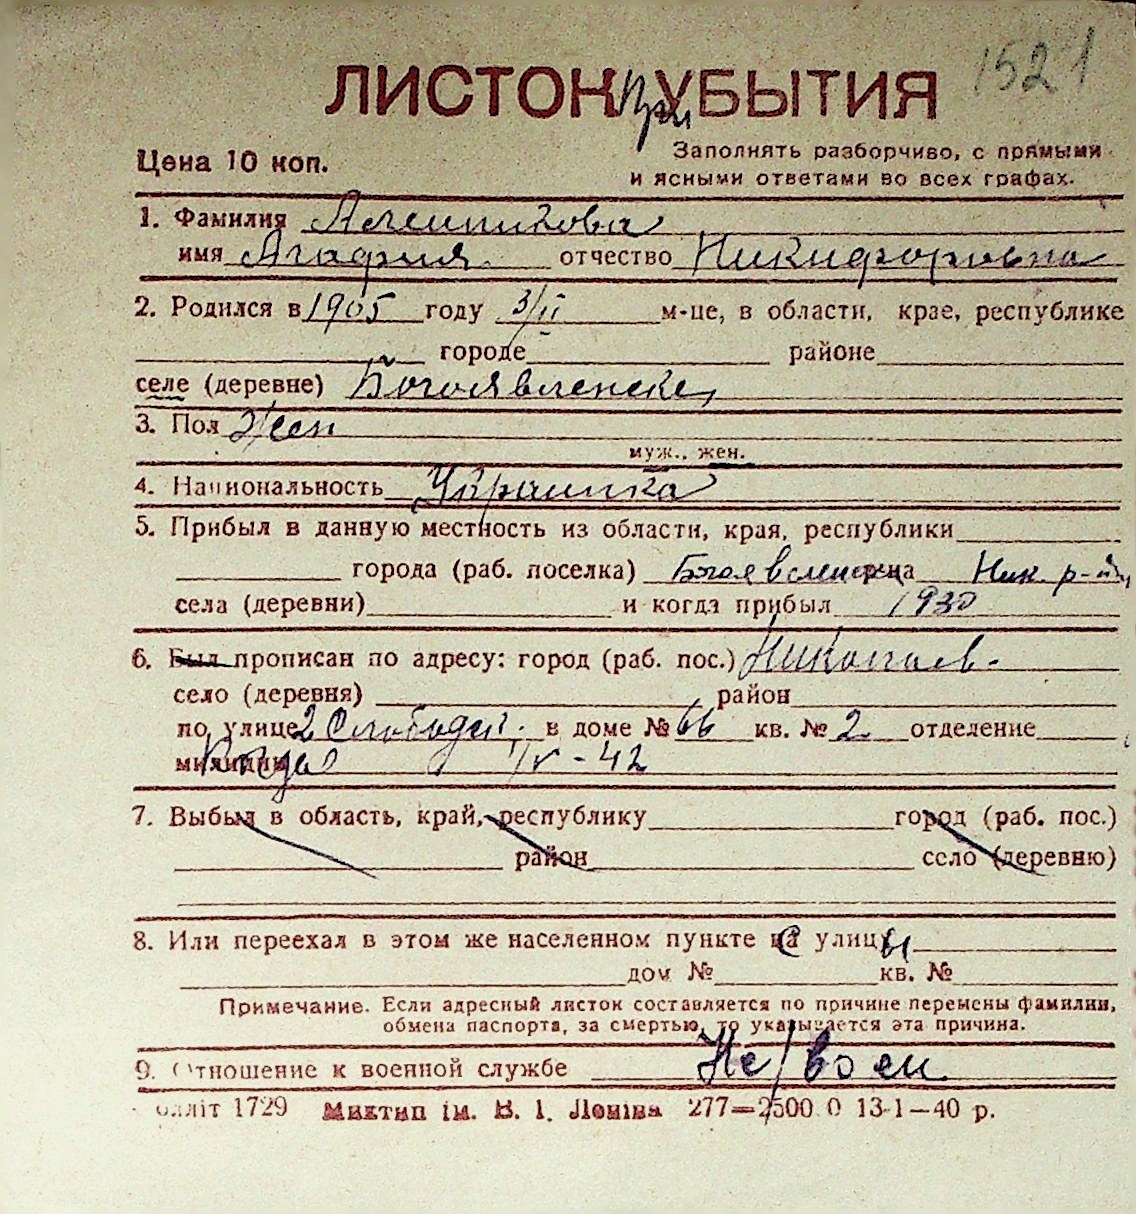 1521
ЛИСТОК При УБЫТИЯ
Цена 10 коп.
Заполнять разборчиво, с прямыми
и ясными ответами во всех графах.
1. Фамилия
имя Агафия отчество Никифоровна
2. Родился в 1905 году 3/II м-це, в области, крае, республике
городе районе
селе (деревне) Богоявленске
3. Пол Жен
муж., жен.
4. Национальность Украинка
5. Прибыл в данную местность из области, края, республики
города (раб. поселка) Богоявленска Ник. р-н
села (деревни) и когда прибыл 1930
6. Был прописан по адресу: город (раб. пос.) Николаев
село (деревня) район
по улице 2 Слободск. в доме № 66 кв. № 2 отделение
милиции Когда IV-42
7. Выбыл в область, край, республику город (раб. пос.)
район село (деревню)
8. Или переехал в этом же населенном пункте с улицы
дом № кв. №
Примечание. Если адресный листок составляется по причине перемены фамилии,
обмена паспорта, за смертью, то указывается эта причина.
9. Отношение к военной службе Не/воен
олліт 1729 Миктип ім. В. І. Леніна 277—2500 0 13-1—40 р.